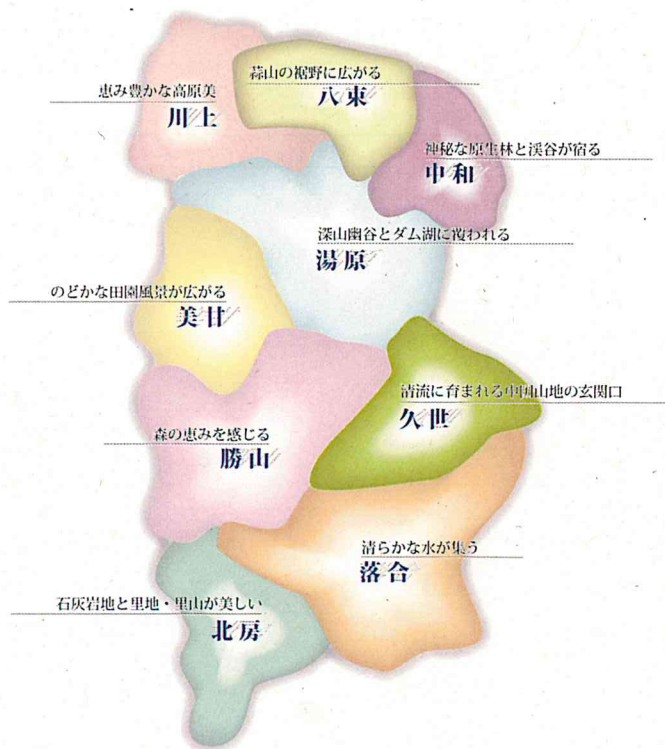 蒜山の裾野に広がる
八束
恵み豊かな高原美
川上
神秘な原生林と渓谷が宿る
中和
深山幽谷とダム湖に覆われる
湯原
のどかな田園風景が広がる
美甘
清流に育まれる中国山地の玄関口
久世
森の恵みを感じる
勝山
清らかな水が集う
落合
石灰岩地と里地・里山が美しい
北房